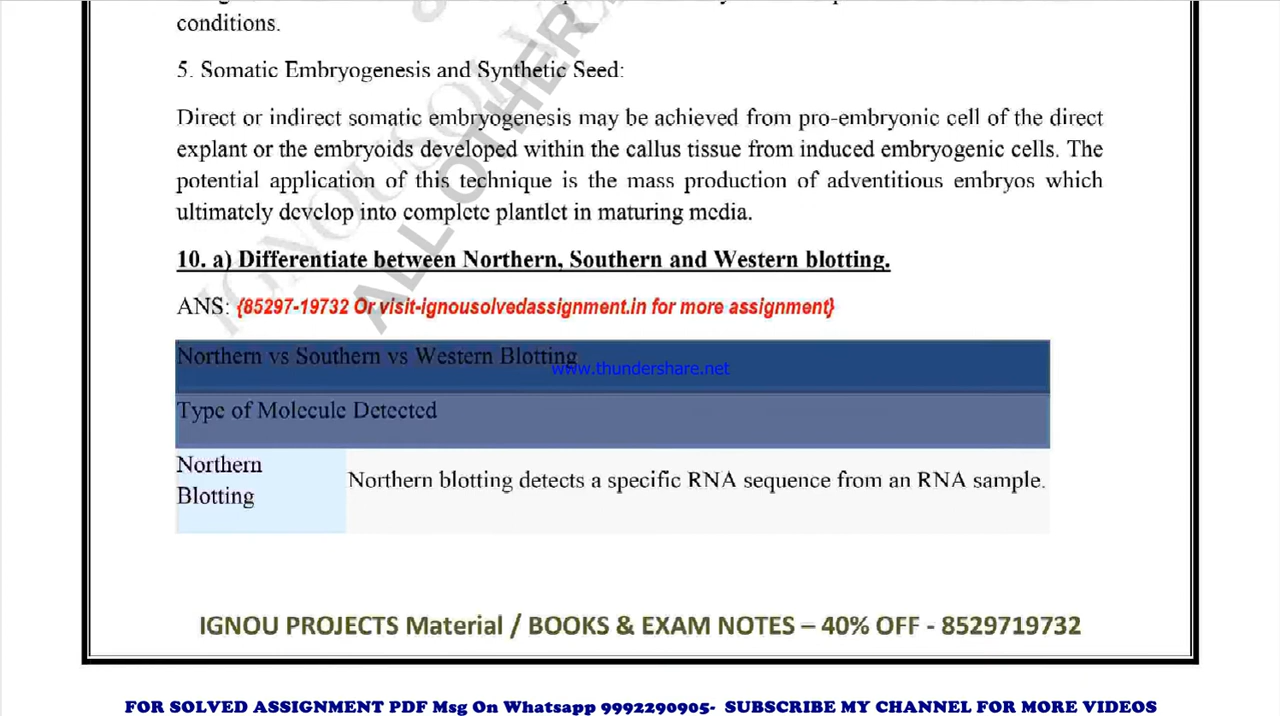 conditions.
5. Somatic Embryogenesis and Synthetic Seed:
Direct or indirect somatic embryogenesis may be achieved from pro-embryonic cell of the direct
explant or the embryoids developed within the callus tissue from induced embryogenic cells. The
potential application of this technique is the mass production of adventitious embryos which
ultimately develop into complete plantlet in maturing media.
10. a) Differentiate between Northern, Southern and Western blotting.
ANS: {85297-19732 Or visit-ignousolvedassignment.in for more assignment}
Northern vs Southern vs Western Blotting
www.thundershare.net
Type of Molecule Detected
Northern
Blotting
Northern blotting detects a specific RNA sequence from an RNA sample.
ALL OTHER
IGNOUSO
IGNOU PROJECTS Material / BOOKS & EXAM NOTES – 40% OFF - 8529719732
FOR SOLVED ASSIGNMENT PDF Msg On Whatsapp 9992290905- SUBSCRIBE MY CHANNEL FOR MORE VIDEOS